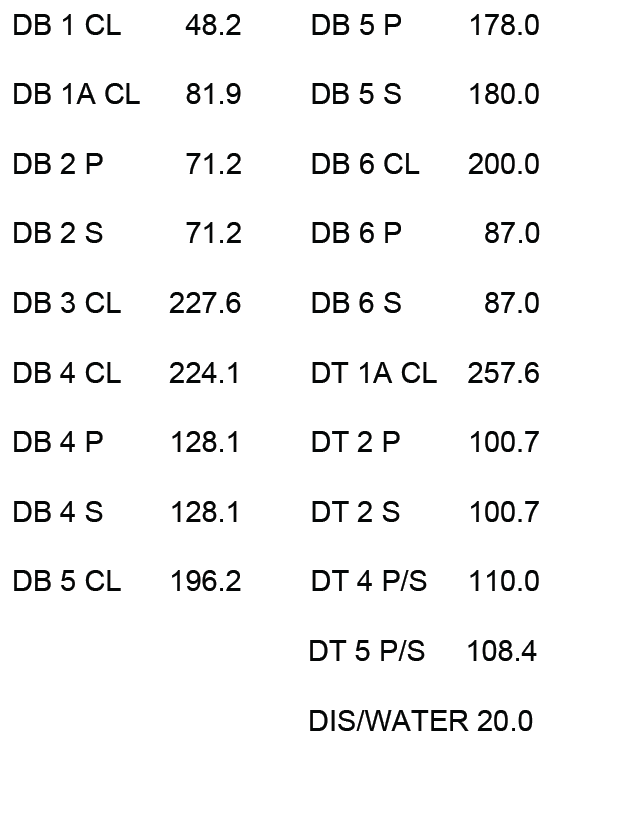 DB 1 CL 48.2 DB 5 P 178.0
DB 1A CL 81.9 DB 5 S 180.0
DB 2 P 71.2 DB 6 CL 200.0
DB 2 S 71.2 DB 6 P 87.0
DB 3 CL 227.6 DB 6 S 87.0
DB 4 CL 224.1 DT 1A CL 257.6
DB 4 P 128.1 DT 2 P 100.7
DB 4 S 128.1 DT 2 S 100.7
DB 5 CL 196.2 DT 4 P/S 110.0
DT 5 P/S 108.4
DIS/WATER 20.0